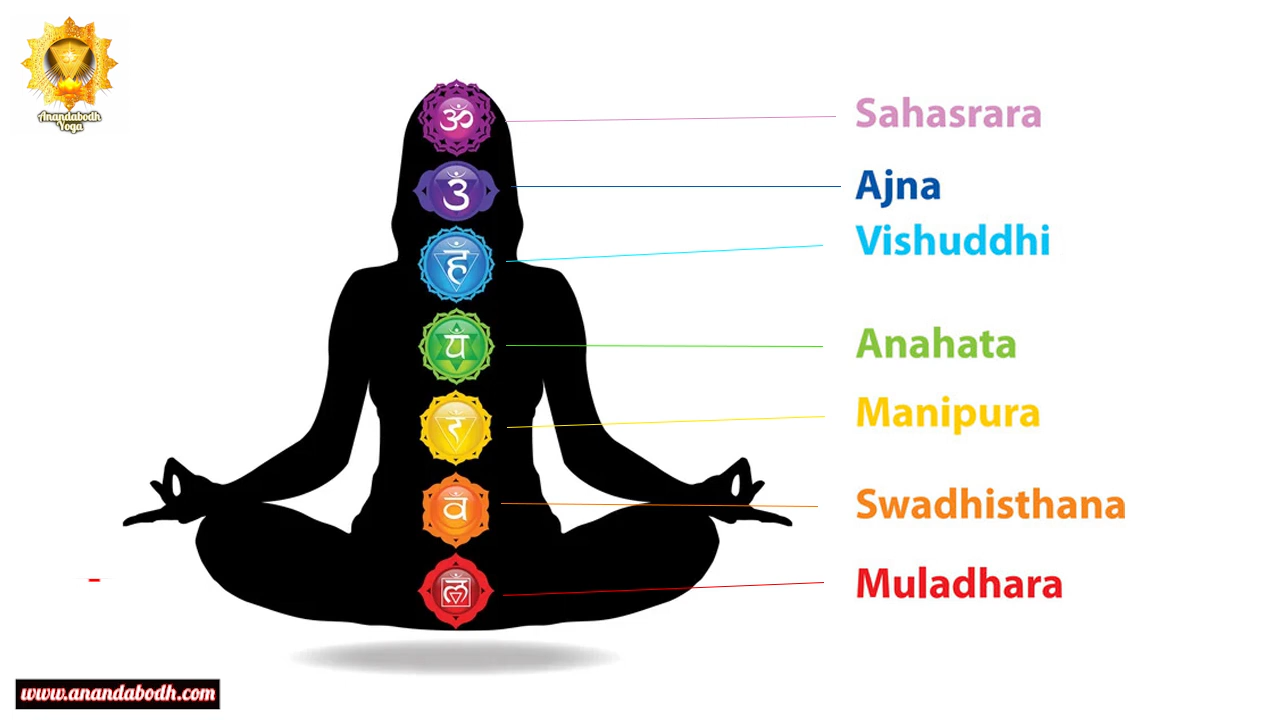 Anandabodh
Yoga
ॐ
Sahasrara
उ
Ajna
हं
Vishuddhi
यं
Anahata
रं
Manipura
वं
Swadhisthana
लं
Muladhara
-
www.anandabodh.com